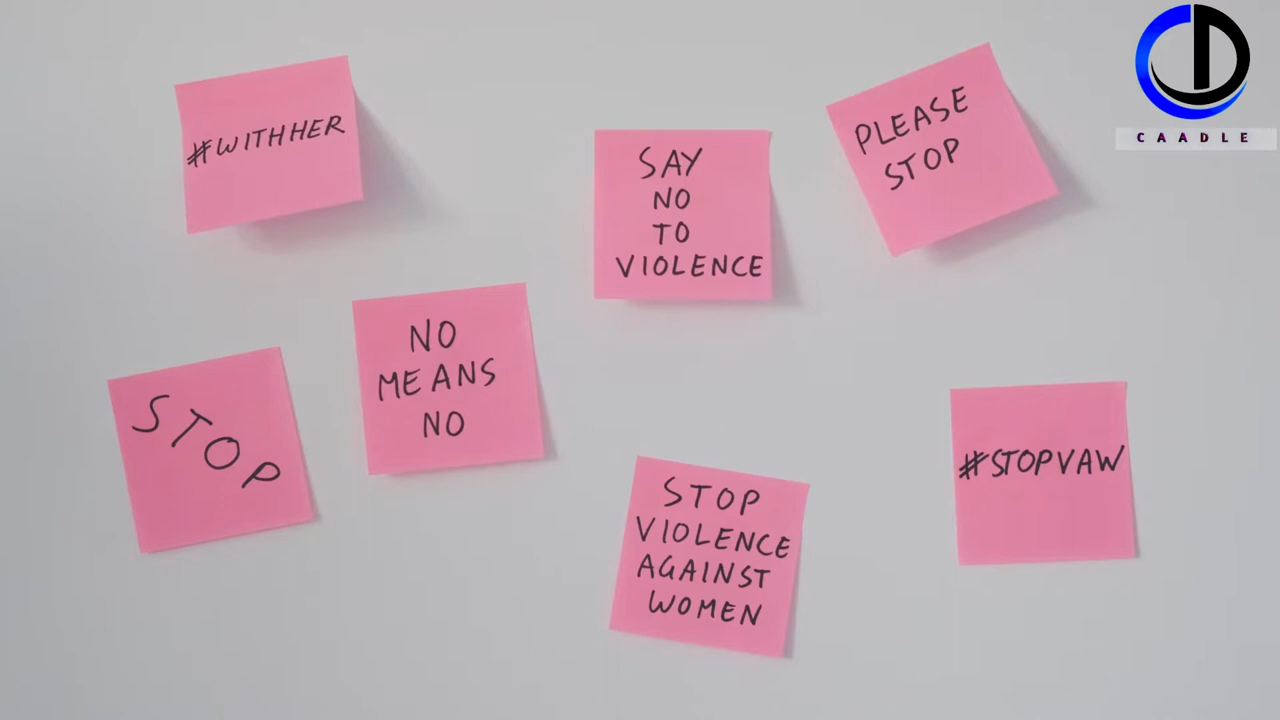 #WITHHER
SAY
NO
TO
VIOLENCE
PLEASE
STOP
CAADLE
STOP
NO
MEANS
NO
STOP
VIOLENCE
AGAINST
WOMEN
#STOPVAW